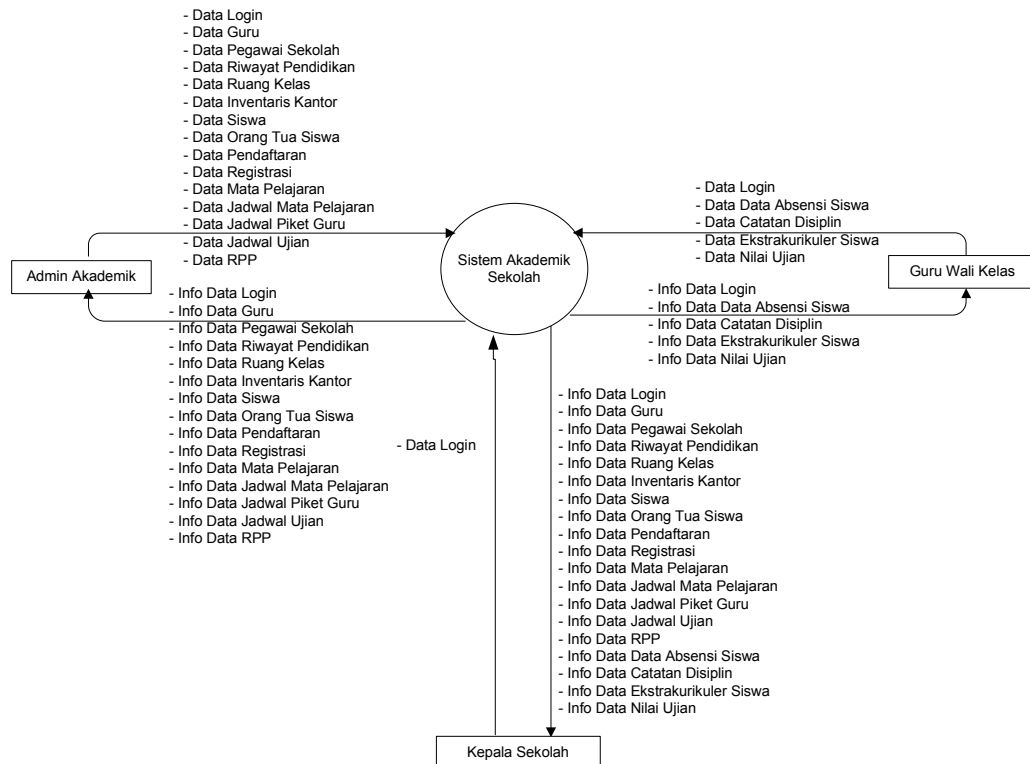 - Data Login
- Data Guru
- Data Pegawai Sekolah
- Data Riwayat Pendidikan
- Data Ruang Kelas
- Data Inventaris Kantor
- Data Siswa
- Data Orang Tua Siswa
- Data Pendaftaran
- Data Registrasi
- Data Mata Pelajaran
- Data Jadwal Mata Pelajaran
- Data Jadwal Piket Guru
- Data Jadwal Ujian
- Data RPP
- Data Login
- Data Data Absensi Siswa
- Data Catatan Disiplin
- Data Ekstrakurikuler Siswa
- Data Nilai Ujian
Admin Akademik
Sistem Akademik
Sekolah
Guru Wali Kelas
- Info Data Login
- Info Data Guru
- Info Data Pegawai Sekolah
- Info Data Riwayat Pendidikan
- Info Data Ruang Kelas
- Info Data Inventaris Kantor
- Info Data Siswa
- Info Data Orang Tua Siswa
- Info Data Pendaftaran
- Info Data Registrasi
- Info Data Mata Pelajaran
- Info Data Jadwal Mata Pelajaran
- Info Data Jadwal Piket Guru
- Info Data Jadwal Ujian
- Info Data RPP
- Info Data Login
- Info Data Data Absensi Siswa
- Info Data Catatan Disiplin
- Info Data Ekstrakurikuler Siswa
- Info Data Nilai Ujian
- Data Login
- Info Data Login
- Info Data Guru
- Info Data Pegawai Sekolah
- Info Data Riwayat Pendidikan
- Info Data Ruang Kelas
- Info Data Inventaris Kantor
- Info Data Siswa
- Info Data Orang Tua Siswa
- Info Data Pendaftaran
- Info Data Registrasi
- Info Data Mata Pelajaran
- Info Data Jadwal Mata Pelajaran
- Info Data Jadwal Piket Guru
- Info Data Jadwal Ujian
- Info Data RPP
- Info Data Data Absensi Siswa
- Info Data Catatan Disiplin
- Info Data Ekstrakurikuler Siswa
- Info Data Nilai Ujian
Kepala Sekolah